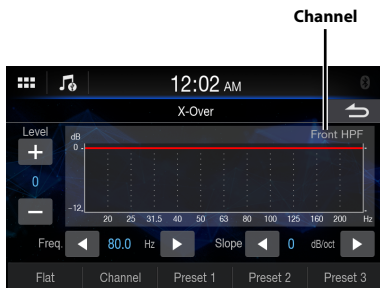 Channel
12:02 AM
X-Over
Level
dB
Front HPF
0
0
-12
20 25 31.5 40 50 63 80 100 125 160 200 Hz
Freq. 80.0 Hz Slope 0 dB/oct
Flat Channel Preset 1 Preset 2 Preset 3